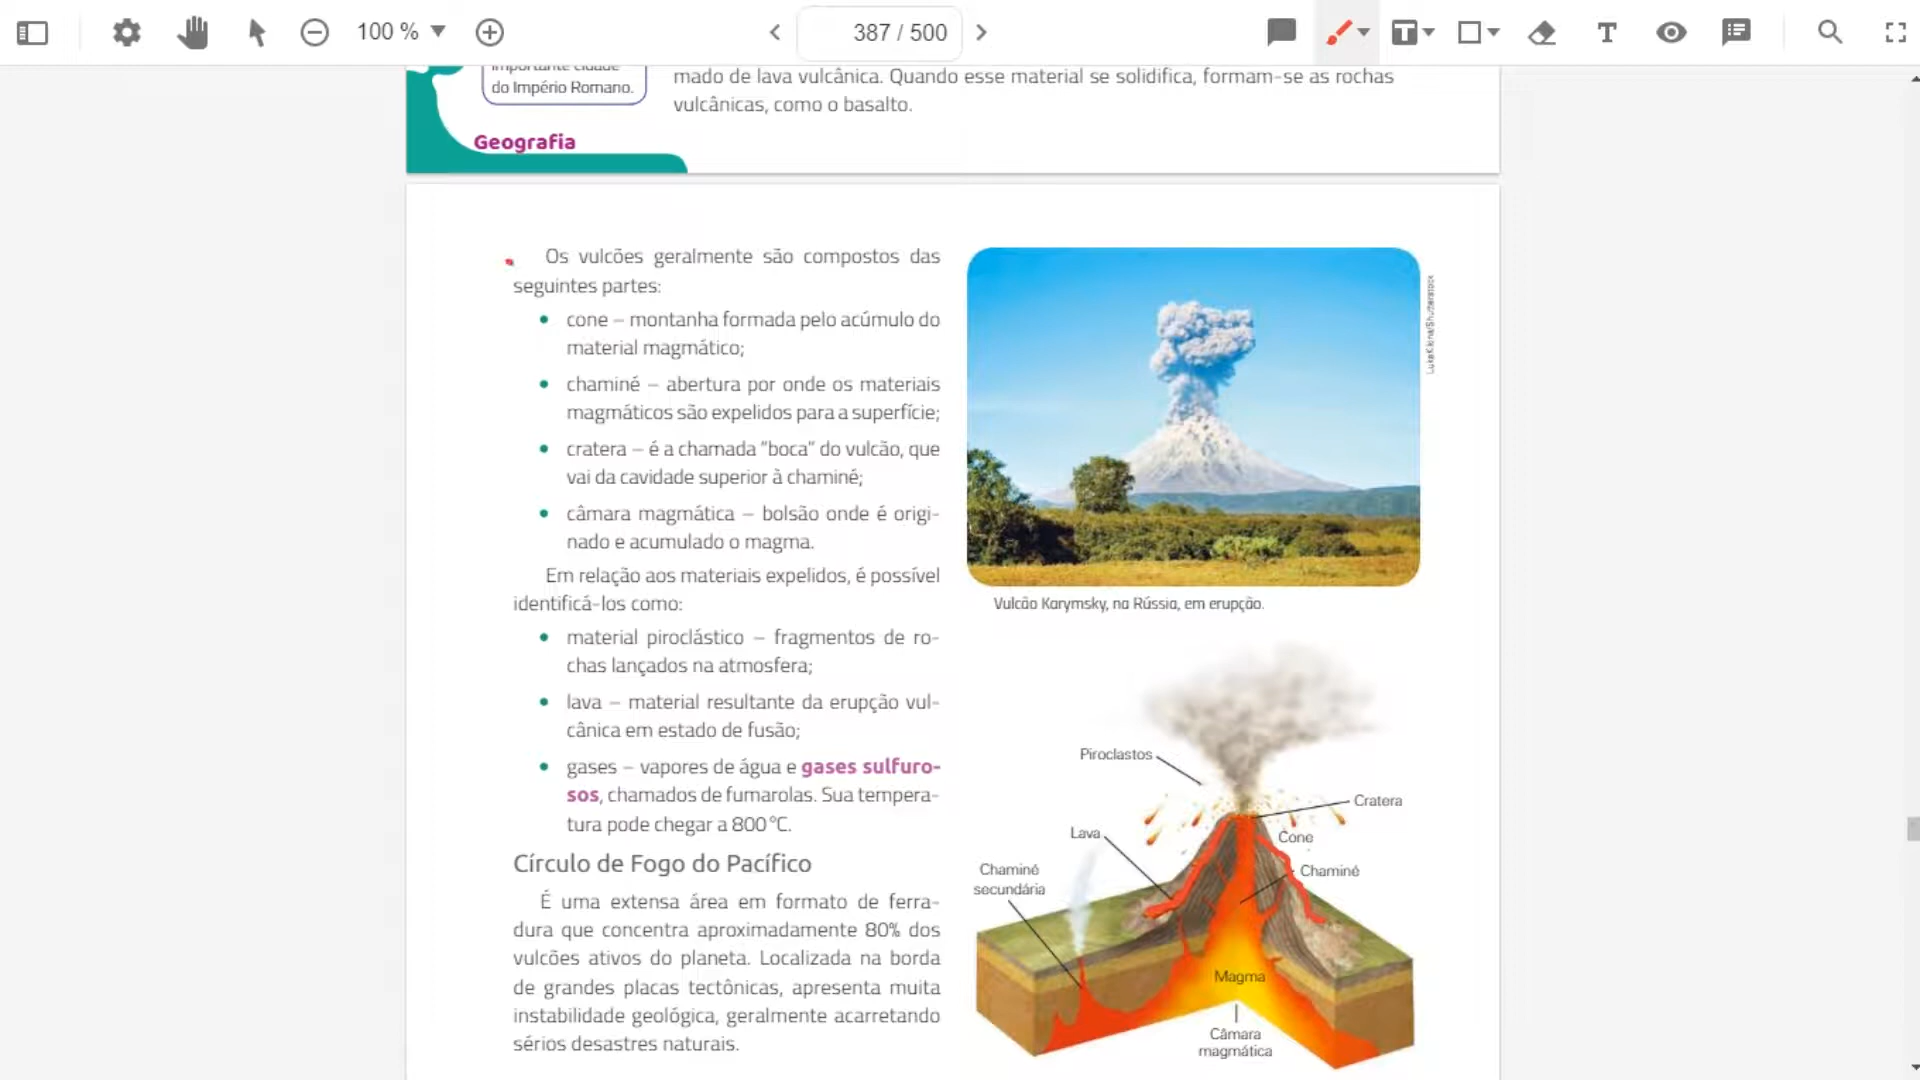 100 %
387 / 500
importante cidade
do Império Romano.
mado de lava vulcânica. Quando esse material se solidifica, formam-se as rochas
vulcânicas, como o basalto.
Geografia
Os vulcões geralmente são compostos das
seguintes partes:
• cone – montanha formada pelo acúmulo do
material magmático;
• chaminé – abertura por onde os materiais
magmáticos são expelidos para a superfície;
• cratera – é a chamada “boca” do vulcão, que
vai da cavidade superior à chaminé;
• câmara magmática – bolsão onde é origi-
nado e acumulado o magma.
Em relação aos materiais expelidos, é possível
identificá-los como:
• material piroclástico – fragmentos de ro-
chas lançados na atmosfera;
• lava – material resultante da erupção vul-
cânica em estado de fusão;
• gases – vapores de água e gases sulfuro-
sos, chamados de fumarolas. Sua tempera-
tura pode chegar a 800 °C.
Círculo de Fogo do Pacífico
É uma extensa área em formato de ferra-
dura que concentra aproximadamente 80% dos
vulcões ativos do planeta. Localizada na borda
de grandes placas tectônicas, apresenta muita
instabilidade geológica, geralmente acarretando
sérios desastres naturais.
Vulcão Karymsky, na Rússia, em erupção.
Piroclastos
Cratera
Lava
Cone
Chaminé
Chaminé
secundária
Magma
Câmara
magmática